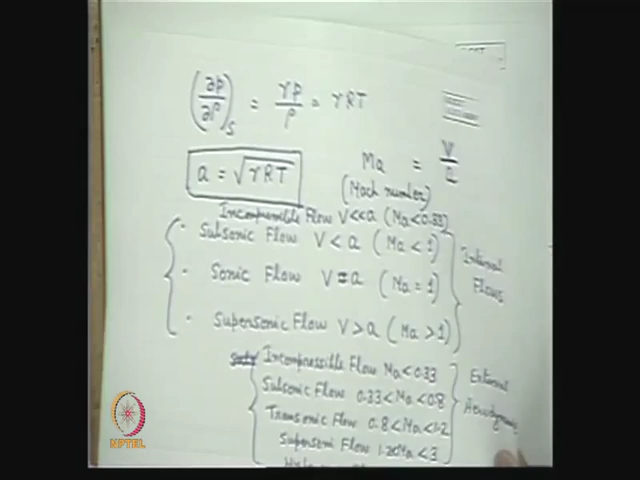 (∂p/∂ρ)s = γp/ρ = γRT
a = √γRT
Ma = V/a
(Mach number)
Incompressible Flow V<<a (Ma<0.33)
· Subsonic Flow V < a (Ma < 1)
· Sonic Flow V = a (Ma = 1)
· Supersonic Flow V > a (Ma > 1)
Internal Flows
Incompressible Flow Ma<0.33
Subsonic Flow 0.33<Ma<0.8
Transonic Flow 0.8<Ma<1.2
Supersoni Flow 1.2<Ma<3
External
NPTEL